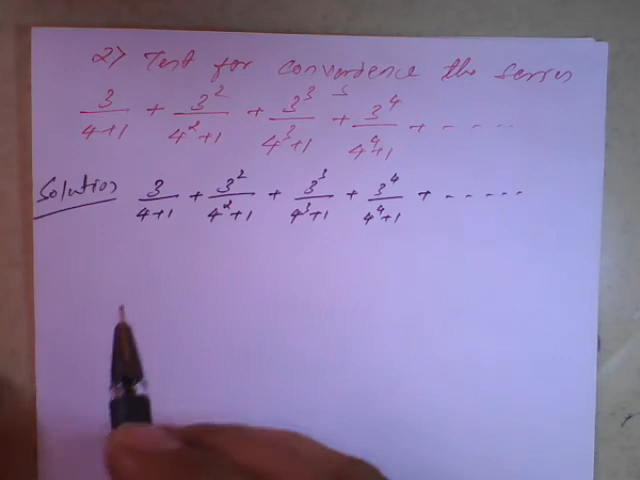 2) Test for convergence the series
3/(4+1) + 3²/(4²+1) + 3³/(4³+1) + 3⁴/(4⁴+1) + - - - - -
Solution 3/(4+1) + 3²/(4²+1) + 3³/(4³+1) + 3⁴/(4⁴+1) + - - - - - -